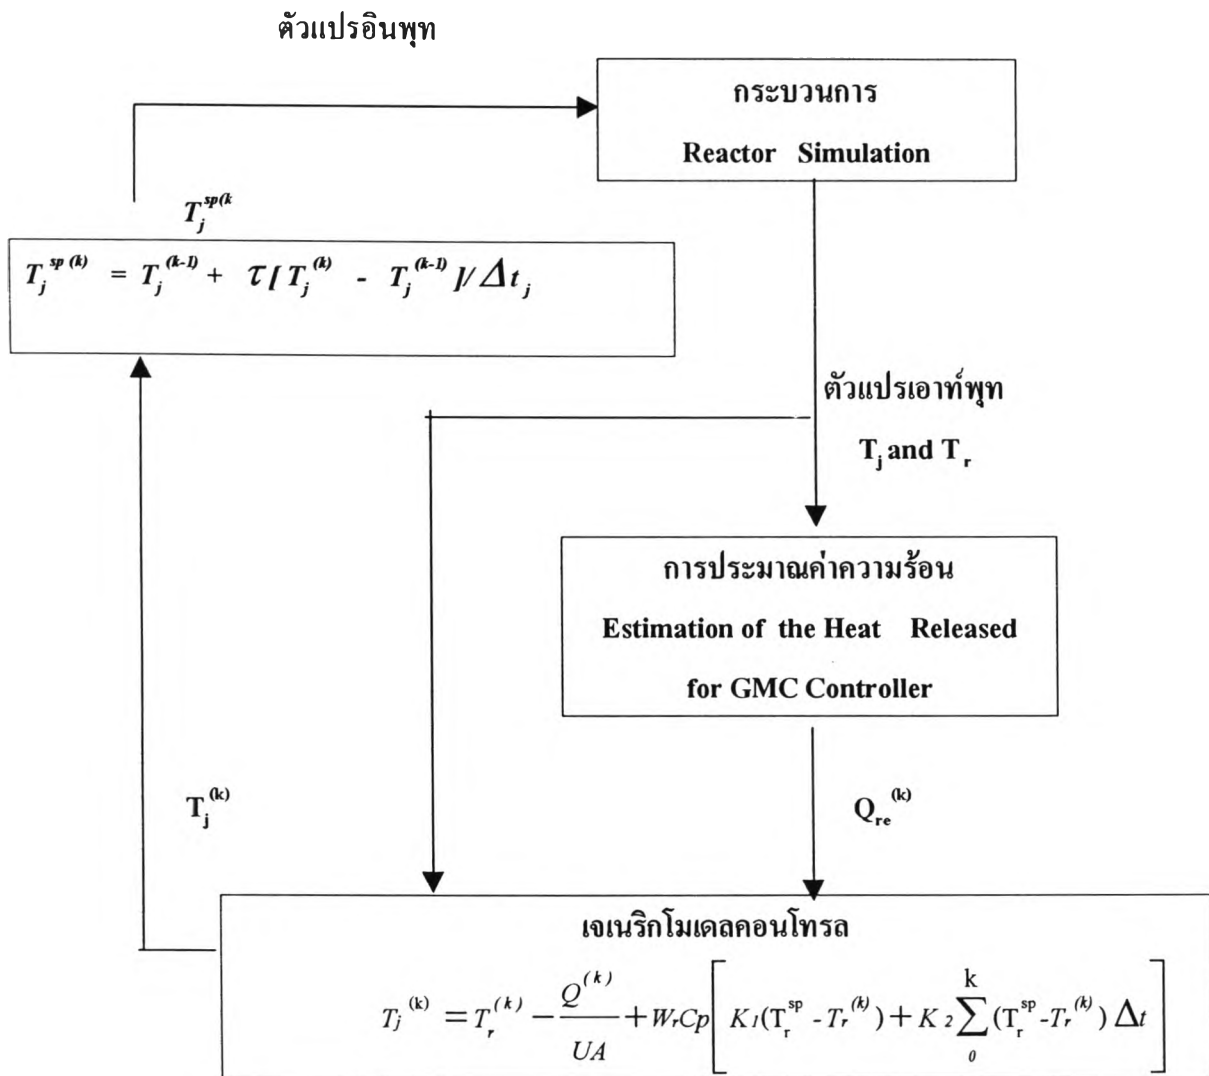 ตัวแปรอินพุท
กระบวนการ
Reactor Simulation
T_j^{sp(k}
T_j^{sp (k)} = T_j^{(k-1)} + τ[ T_j^{(k)} - T_j^{(k-1)} ]/ Δt_j
ตัวแปรเอาท์พุท
T_j and T_r
การประมาณค่าความร้อน
Estimation of the Heat Released
for GMC Controller
T_j^{(k)}
Q_{re}^{(k)}
เจเนริกโมเดลคอนโทรล
T_j^{(k)} = T_r^{(k)} - \frac{Q^{(k)}}{UA} + W_r Cp [ K_1 (T_r^{sp} - T_r^{(k)}) + K_2 \sum_0^k (T_r^{sp} - T_r^{(k)}) Δt ]